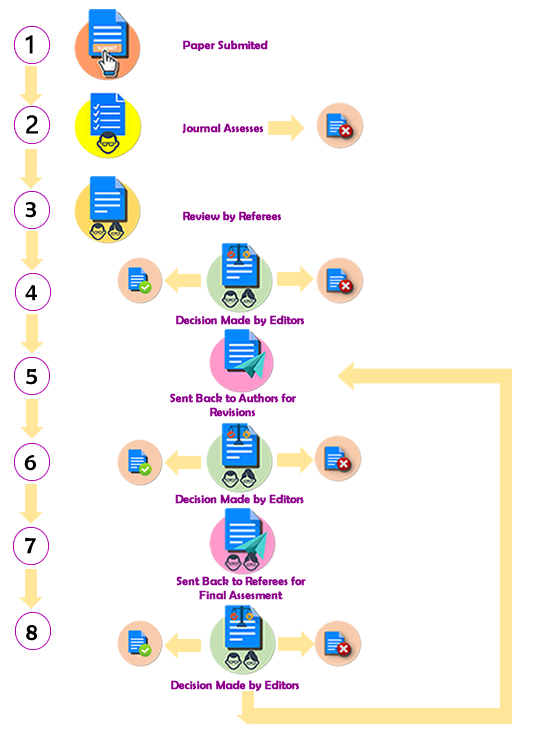 1
SUBMIT
Paper Submited
2
Journal Assesses
3
Review by Referees
4
Decision Made by Editors
5
Sent Back to Authors for
Revisions
6
Decision Made by Editors
7
Sent Back to Referees for
Final Assesment
8
Decision Made by Editors